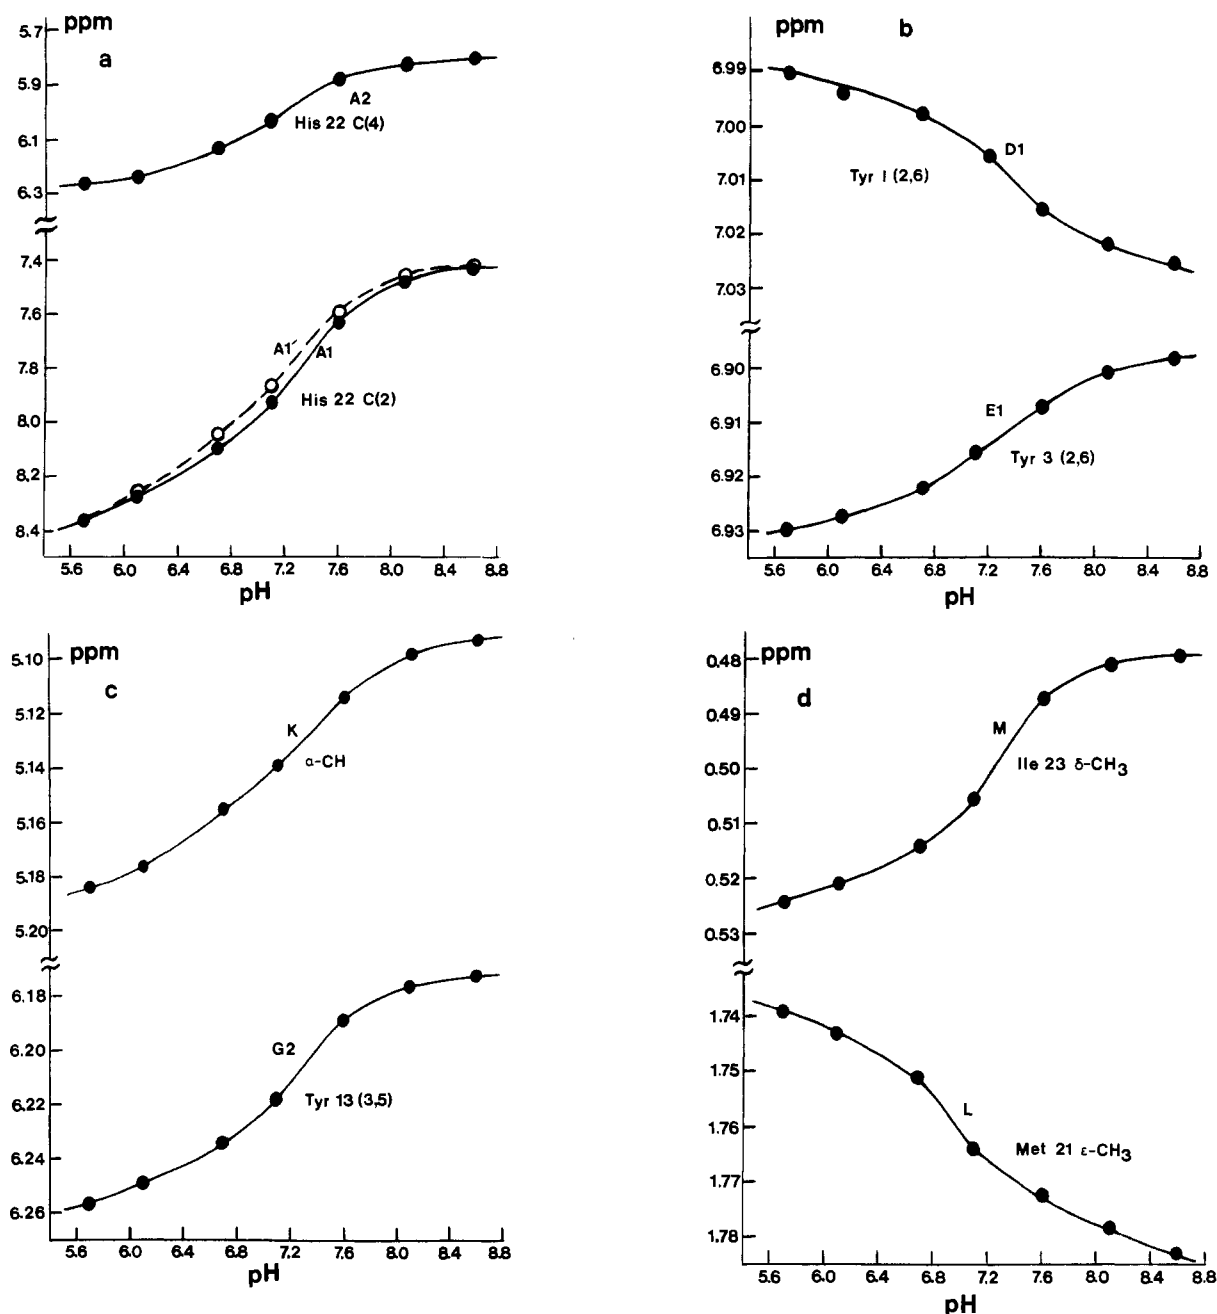 ppm
a
5.7
5.9
6.1
6.3
A2
His 22 C(4)
7.4
7.6
7.8
8.0
8.2
8.4
A1'
A1
His 22 C(2)
5.6 6.0 6.4 6.8 7.2 7.6 8.0 8.4 8.8
pH
ppm
b
6.99
7.00
7.01
7.02
7.03
D1
Tyr 1 (2,6)
6.90
6.91
6.92
6.93
E1
Tyr 3 (2,6)
5.6 6.0 6.4 6.8 7.2 7.6 8.0 8.4 8.8
pH
ppm
c
5.10
5.12
5.14
5.16
5.18
5.20
K
α-CH
6.18
6.20
6.22
6.24
6.26
G2
Tyr 13 (3,5)
5.6 6.0 6.4 6.8 7.2 7.6 8.0 8.4 8.8
pH
ppm
d
0.48
0.49
0.50
0.51
0.52
0.53
M
Ile 23 δ-CH₃
1.74
1.75
1.76
1.77
1.78
L
Met 21 ε-CH₃
5.6 6.0 6.4 6.8 7.2 7.6 8.0 8.4 8.8
pH